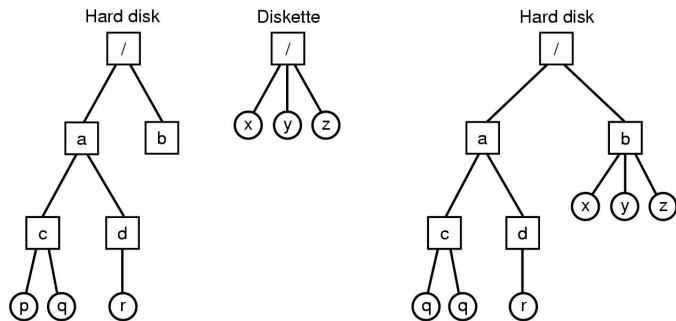 Hard disk Diskette Hard disk
/ / /
x y z
a b a b
x y z
c d c d
p q r q q r